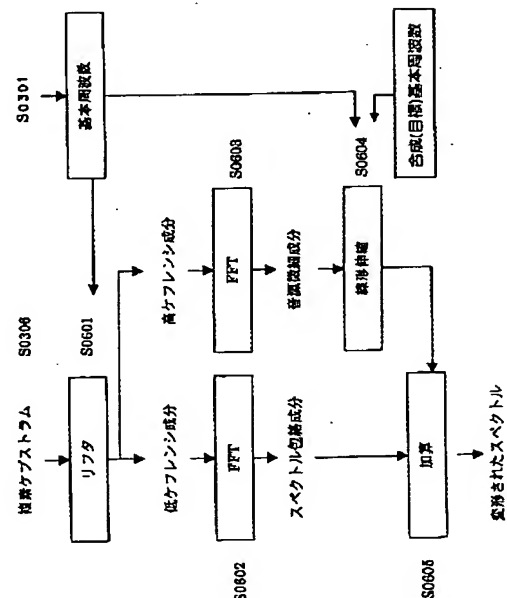 S0301
基本周波数
S0306
複素ケプストラム
S0601
リフタ
低ケフレンシ成分
高ケフレンシ成分
S0602
FFT
S0603
FFT
スペクトル包絡成分
音源微細成分
S0604
線形伸縮
合成(目標)基本周波数
S0605
加算
変形されたスペクトル